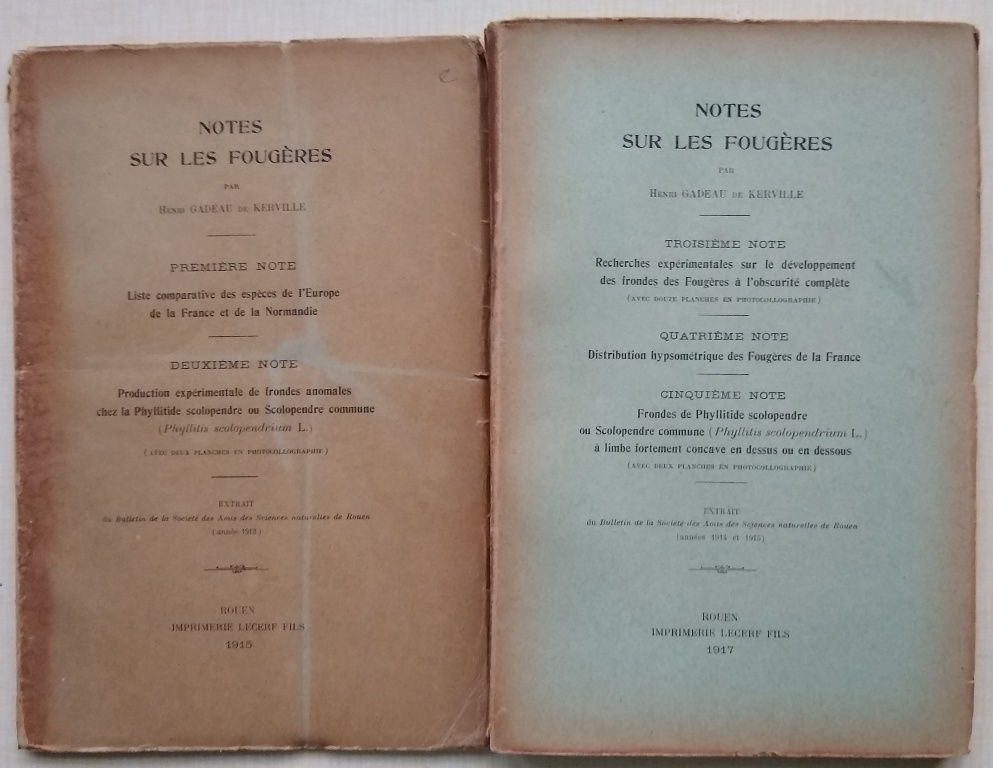 NOTES
SUR LES FOUGÈRES
PAR
HENRI GADEAU DE KERVILLE
PREMIÈRE NOTE
Liste comparative des espèces de l'Europe
de la France et de la Normandie
DEUXIÈME NOTE
Production expérimentale de frondes anomales
chez la Phyllitide scolopendre ou Scolopendre commune
(Phyllitis scolopendrium L.)
(AVEC DEUX PLANCHES EN PHOTOCOLLOGRAPHIE)
EXTRAIT
du Bulletin de la Société des Amis des Sciences naturelles de Rouen
(année 1913)
ROUEN
IMPRIMERIE LECERF FILS
1915
NOTES
SUR LES FOUGÈRES
PAR
HENRI GADEAU DE KERVILLE
TROISIÈME NOTE
Recherches expérimentales sur le développement
des frondes des Fougères à l'obscurité complète
(AVEC DOUZE PLANCHES EN PHOTOCOLLOGRAPHIE)
QUATRIÈME NOTE
Distribution hypsométrique des Fougères de la France
CINQUIÈME NOTE
Frondes de Phyllitide scolopendre
ou Scolopendre commune (Phyllitis scolopendrium L.)
à limbe fortement concave en dessus ou en dessous
(AVEC DEUX PLANCHES EN PHOTOCOLLOGRAPHIE)
EXTRAIT
du Bulletin de la Société des Amis des Sciences naturelles de Rouen
(années 1914 et 1915)
ROUEN
IMPRIMERIE LECERF FILS
1917